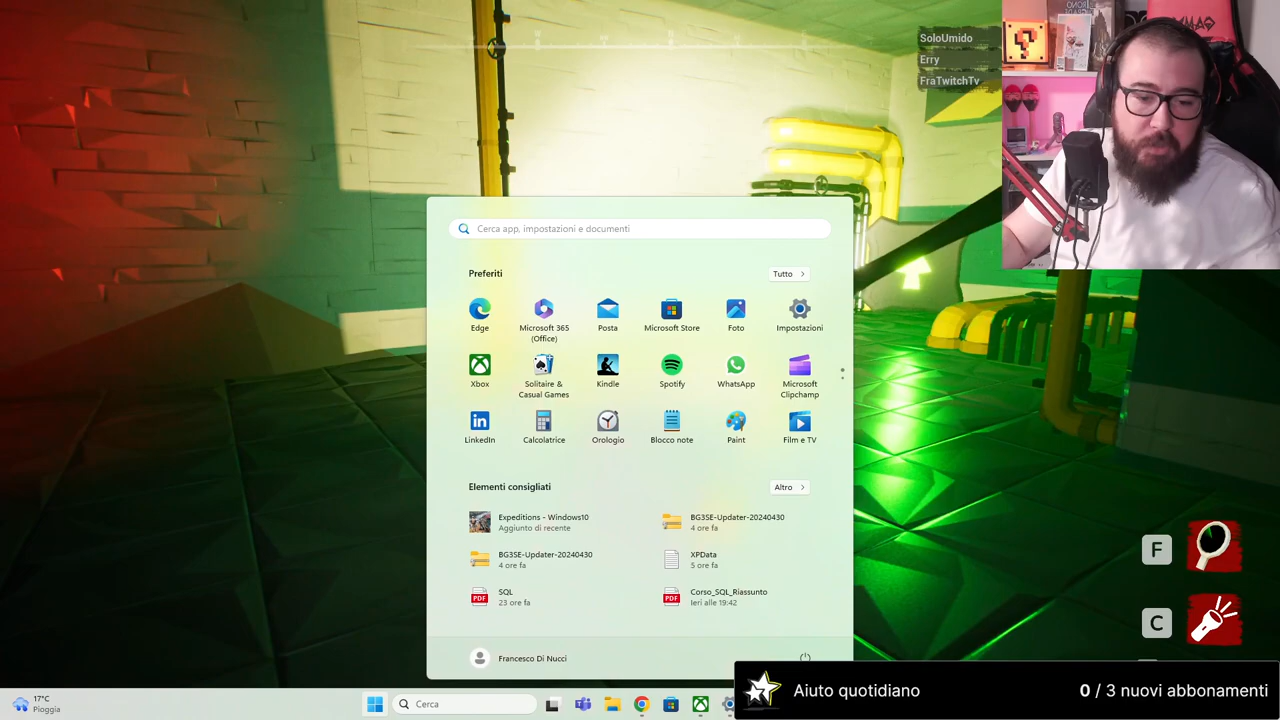 SoloUmido
Erry
FraTwitchTv
Cerca app, impostazioni e documenti
Preferiti
Tutto
Edge
Microsoft 365
(Office)
Posta
Microsoft Store
Foto
Impostazioni
Xbox
Solitaire &
Casual Games
Kindle
Spotify
WhatsApp
Microsoft
Clipchamp
LinkedIn
Calcolatrice
Orologio
Blocco note
Paint
Film e TV
Elementi consigliati
Altro
Expeditions - Windows10
Aggiunto di recente
BG3SE-Updater-20240430
4 ore fa
BG3SE-Updater-20240430
4 ore fa
XPData
5 ore fa
PDF
SQL
23 ore fa
PDF
Corso_SQL_Riassunto
Ieri alle 19:42
F
C
Francesco Di Nucci
Aiuto quotidiano
0 / 3 nuovi abbonamenti
17°C
Pioggia
Cerca